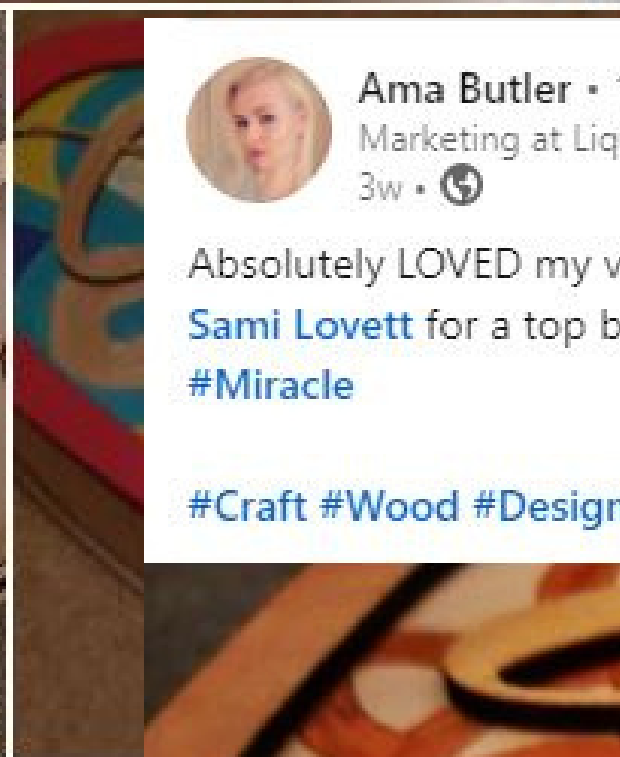 Ama Butler •
Marketing at Liq
3w •
Absolutely LOVED my v
Sami Lovett for a top b
#Miracle
#Craft #Wood #Design